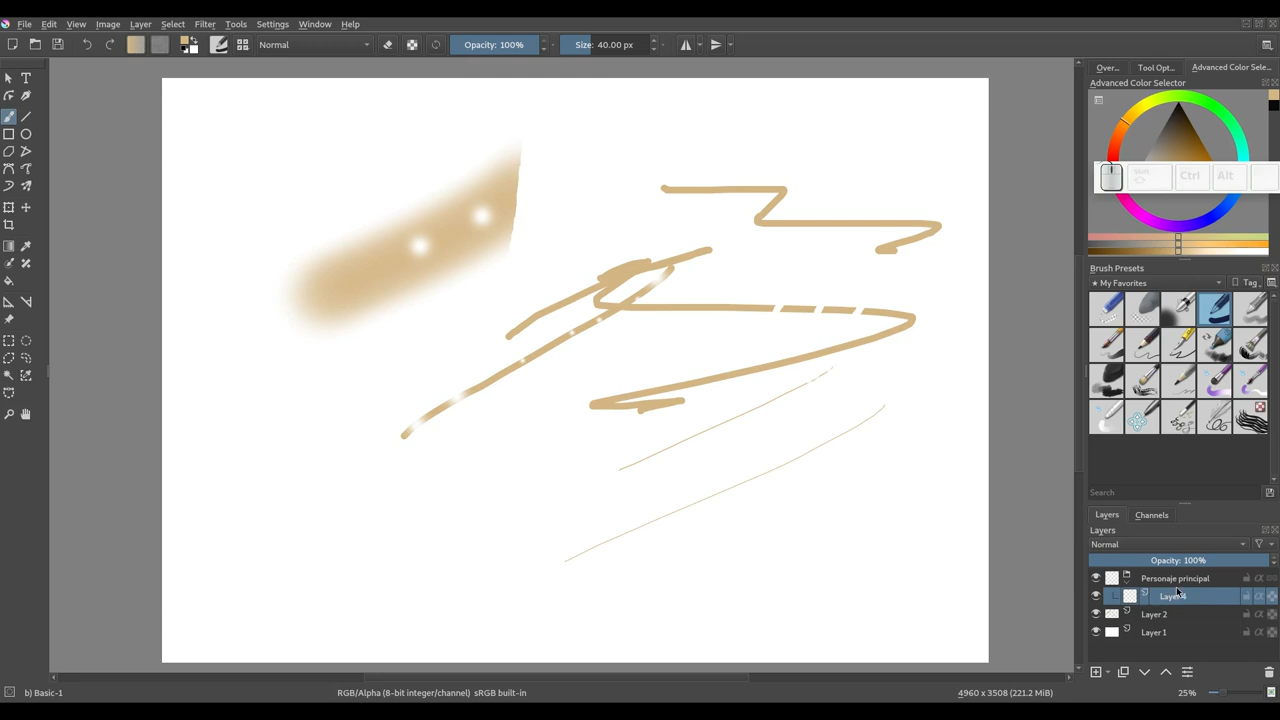 File Edit View Image Layer Select Filter Tools Settings Window Help
Normal Opacity: 100% Size: 40.00 px
Over... Tool Opt... Advanced Color Sele...
Advanced Color Selector
Ctrl Alt
Brush Presets
My Favorites Tag
Search
Layers Channels
Layers
Normal
Opacity: 100%
Personaje principal
Layer 4
Layer 2
Layer 1
b) Basic-1 RGB/Alpha (8-bit integer/channel) sRGB built-in 4960 x 3508 (221.2 MiB) 25%